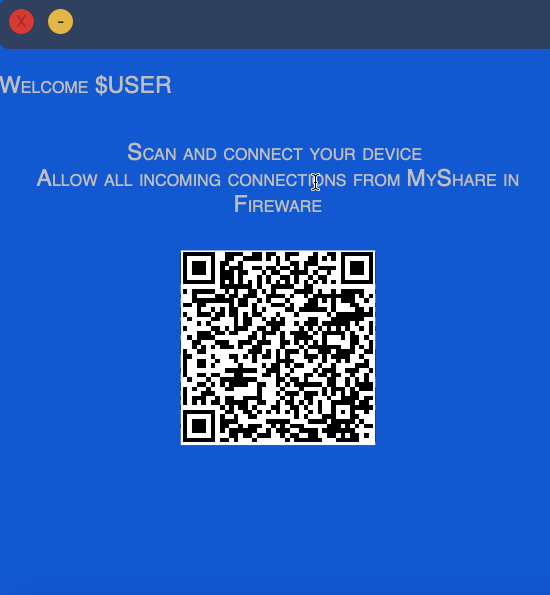 X -
Welcome $USER
Scan and connect your device
Allow all incoming connections from MyShare in
Fireware